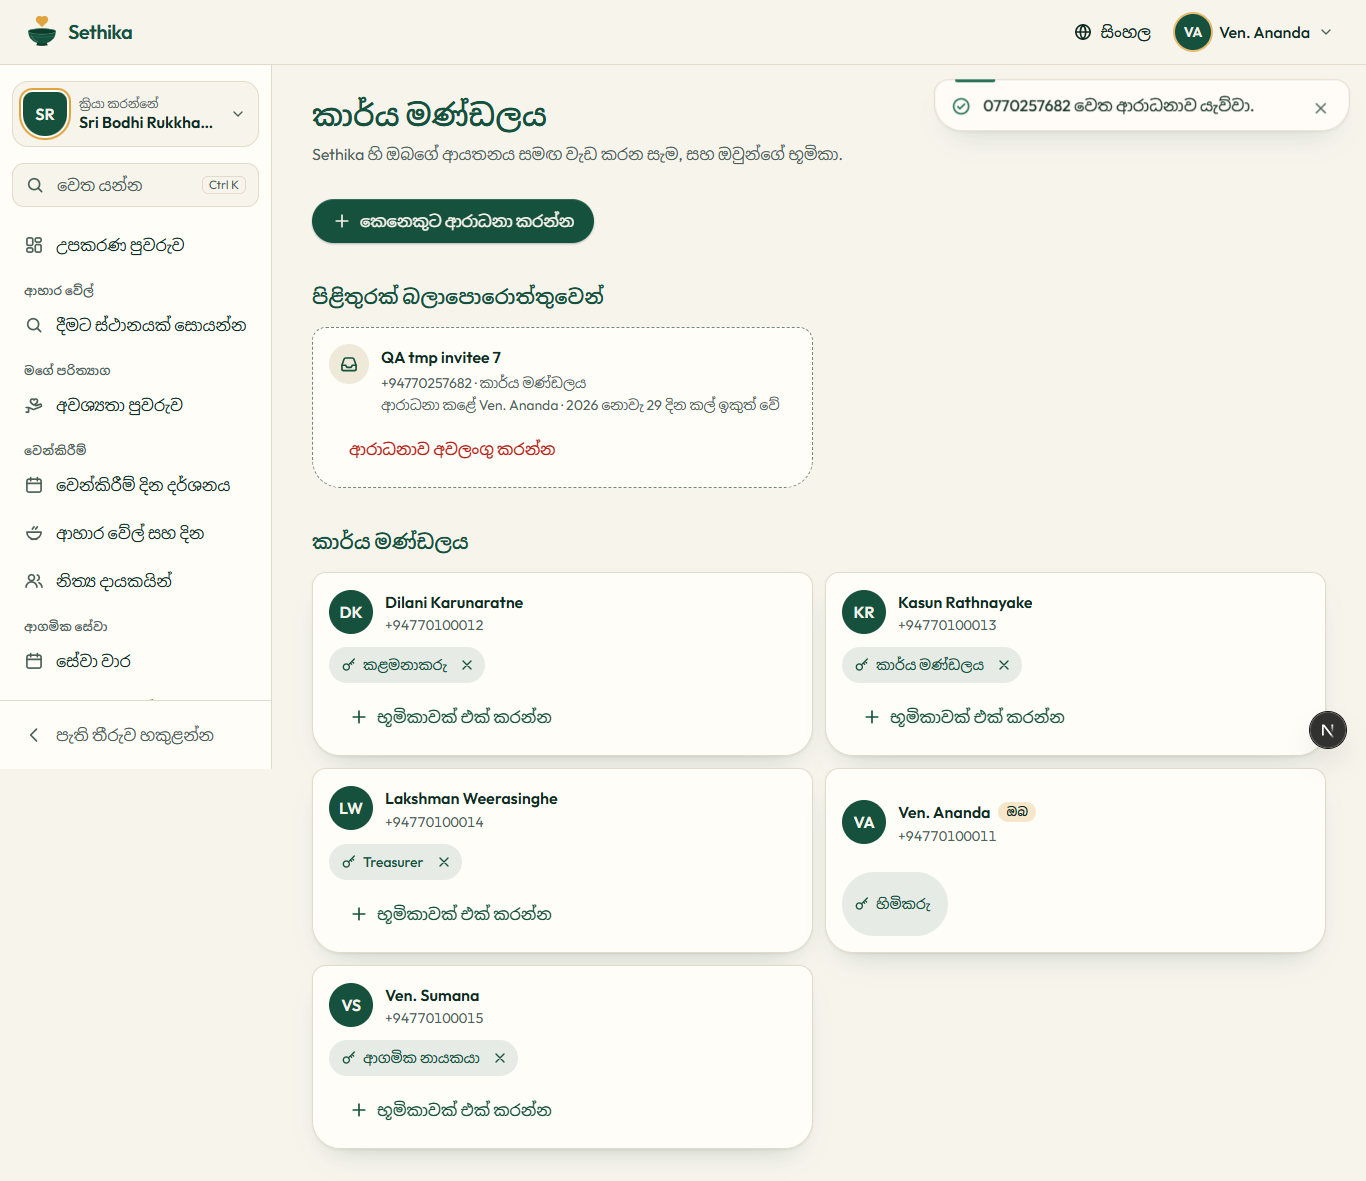 Sethika
සිංහල
VA
Ven. Ananda
SR
ක්‍රියා කරන්නේ
Sri Bodhi Rukkha...
වෙත යන්න
Ctrl K
උපකරණ පුවරුව
ආහාර වේල්
දීමට ස්ථානයක් සොයන්න
මගේ පරිත්‍යාග
අවශ්‍යතා පුවරුව
වෙන්කිරීම්
වෙන්කිරීම් දින දර්ශනය
ආහාර වේල් සහ දින
නිත්‍ය දායකයින්
ආගමික සේවා
සේවා වාර
පැති තීරුව හකුළන්න
0770257682 වෙත ආරාධනාව යැව්වා.
කාර්ය මණ්ඩලය
Sethika හි ඔබගේ ආයතනය සමඟ වැඩ කරන සැම, සහ ඔවුන්ගේ භූමිකා.
කෙනෙකුට ආරාධනා කරන්න
පිළිතුරක් බලාපොරොත්තුවෙන්
QA tmp invitee 7
+94770257682 · කාර්ය මණ්ඩලය
ආරාධනා කළේ Ven. Ananda · 2026 නොවැ 29 දින කල් ඉකුත් වේ
ආරාධනාව අවලංගු කරන්න
කාර්ය මණ්ඩලය
DK
Dilani Karunaratne
+94770100012
කළමනාකරු
භූමිකාවක් එක් කරන්න
KR
Kasun Rathnayake
+94770100013
කාර්ය මණ්ඩලය
භූමිකාවක් එක් කරන්න
N
LW
Lakshman Weerasinghe
+94770100014
Treasurer
භූමිකාවක් එක් කරන්න
VA
Ven. Ananda
ඔබ
+94770100011
හිමිකරු
VS
Ven. Sumana
+94770100015
ආගමික නායකයා
භූමිකාවක් එක් කරන්න